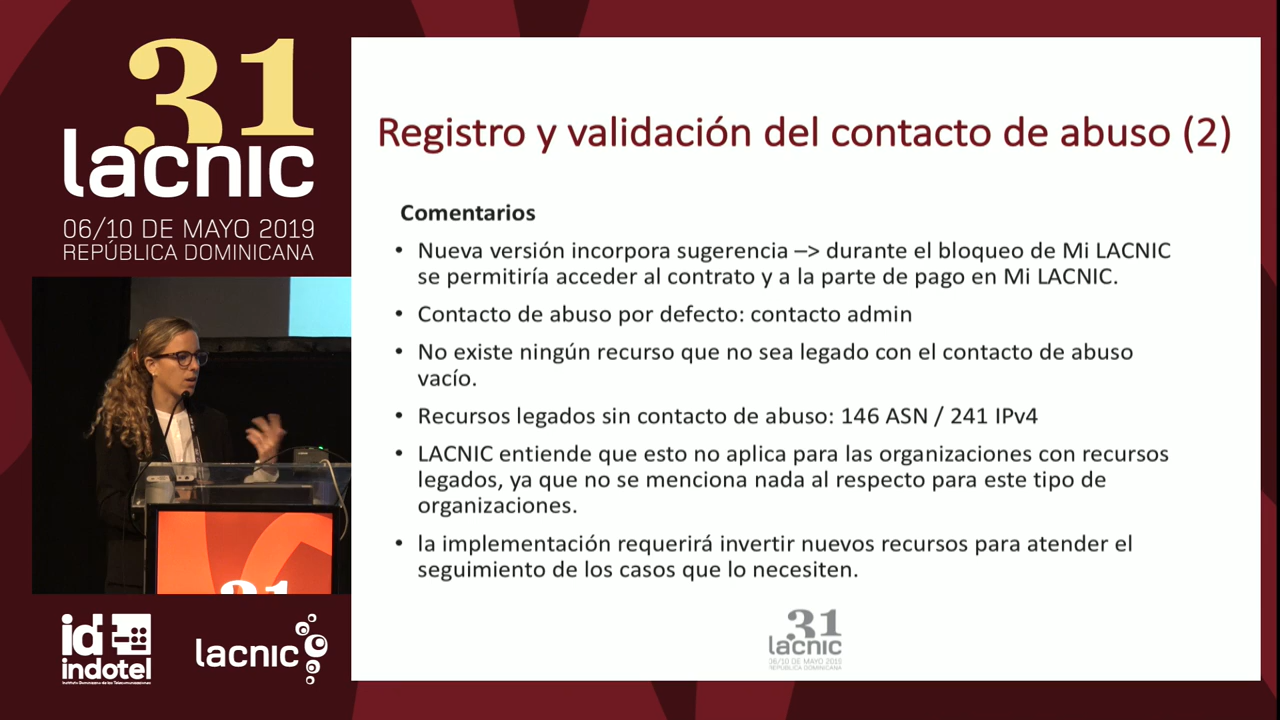 31
lacnic
06/10 DE MAYO 2019
REPÚBLICA DOMINICANA
Registro y validación del contacto de abuso (2)
Comentarios
• Nueva versión incorpora sugerencia –> durante el bloqueo de Mi LACNIC
se permitiría acceder al contrato y a la parte de pago en Mi LACNIC.
• Contacto de abuso por defecto: contacto admin
• No existe ningún recurso que no sea legado con el contacto de abuso
vacío.
• Recursos legados sin contacto de abuso: 146 ASN / 241 IPv4
• LACNIC entiende que esto no aplica para las organizaciones con recursos
legados, ya que no se menciona nada al respecto para este tipo de
organizaciones.
• la implementación requerirá invertir nuevos recursos para atender el
seguimiento de los casos que lo necesiten.
31
lacnic
06/10 DE MAYO 2019
REPÚBLICA DOMINICANA
31
id
indotel
Instituto Dominicano de las Telecomunicaciones
lacnic